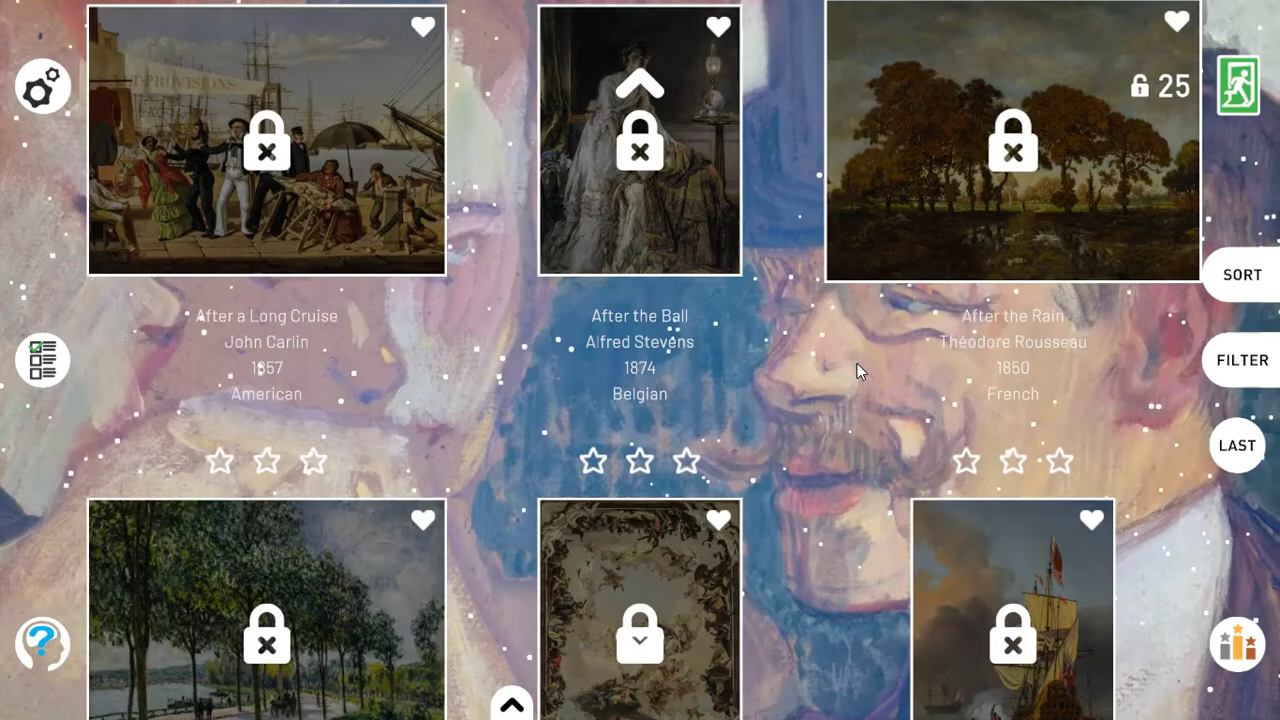 T-PROVISIONS
25
SORT
After a Long Cruise
John Carlin
1857
American
After the Ball
Alfred Stevens
1874
Belgian
After the Rain
Théodore Rousseau
1850
French
FILTER
LAST